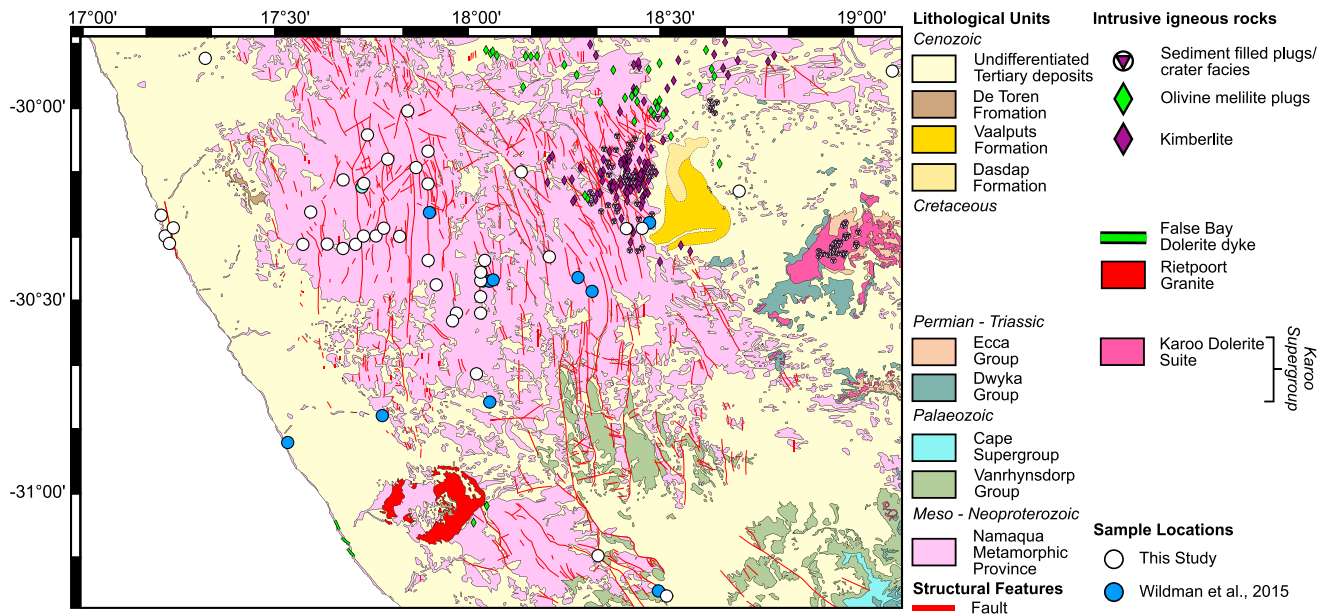 17°00'
17°30'
18°00'
18°30'
19°00'
-30°00'
-30°30'
-31°00'
Lithological Units
Cenozoic
Undifferentiated
Tertiary deposits
De Toren
Fromation
Vaalputs
Formation
Dasdap
Formation
Cretaceous
Permian - Triassic
Ecca
Group
Dwyka
Group
Palaeozoic
Cape
Supergroup
Vanrhynsdorp
Group
Meso - Neoproterozoic
Namaqua
Metamorphic
Province
Structural Features
Fault
Intrusive igneous rocks
Sediment filled plugs/
crater facies
Olivine melilite plugs
Kimberlite
False Bay
Dolerite dyke
Rietpoort
Granite
Karoo Dolerite
Suite
Karoo
Supergroup
Sample Locations
This Study
Wildman et al., 2015